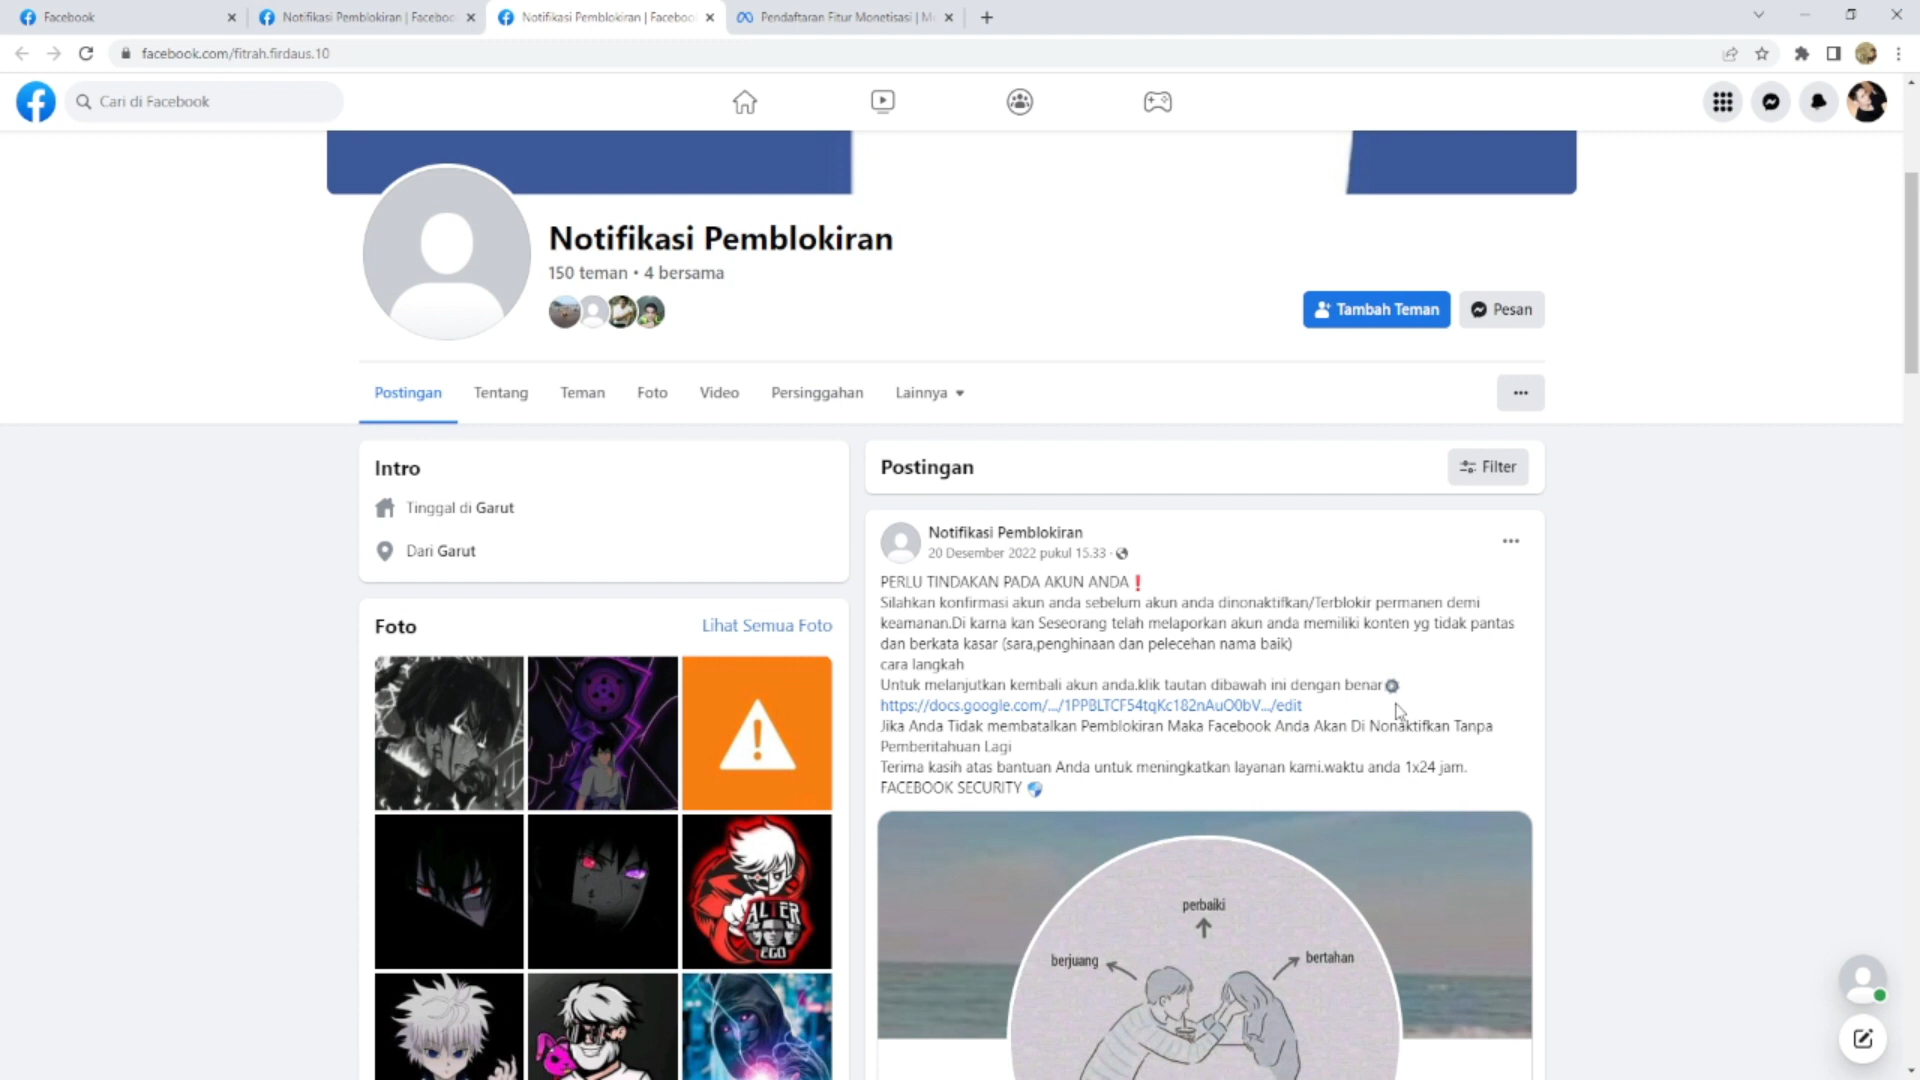 Facebook
Notifikasi Pemblokiran | Faceboo
Notifikasi Pemblokiran | Faceboo
Pendaftaran Fitur Monetisasi | M
facebook.com/fitrah.firdaus.10
Cari di Facebook
Notifikasi Pemblokiran
150 teman • 4 bersama
Tambah Teman
Pesan
Postingan
Tentang
Teman
Foto
Video
Persinggahan
Lainnya
Intro
Tinggal di Garut
Dari Garut
Foto
Lihat Semua Foto
ALTER
EGO
Postingan
Filter
Notifikasi Pemblokiran
20 Desember 2022 pukul 15.33 ·
PERLU TINDAKAN PADA AKUN ANDA❗
Silahkan konfirmasi akun anda sebelum akun anda dinonaktifkan/Terblokir permanen demi
keamanan.Di karna kan Seseorang telah melaporkan akun anda memiliki konten yg tidak pantas
dan berkata kasar (sara,penghinaan dan pelecehan nama baik)
cara langkah
Untuk melanjutkan kembali akun anda.klik tautan dibawah ini dengan benar
https://docs.google.com/.../1PPBLTCF54tqKc182nAuO0bV.../edit
Jika Anda Tidak membatalkan Pemblokiran Maka Facebook Anda Akan Di Nonaktifkan Tanpa
Pemberitahuan Lagi
Terima kasih atas bantuan Anda untuk meningkatkan layanan kami.waktu anda 1x24 jam.
FACEBOOK SECURITY
perbaiki
berjuang
bertahan